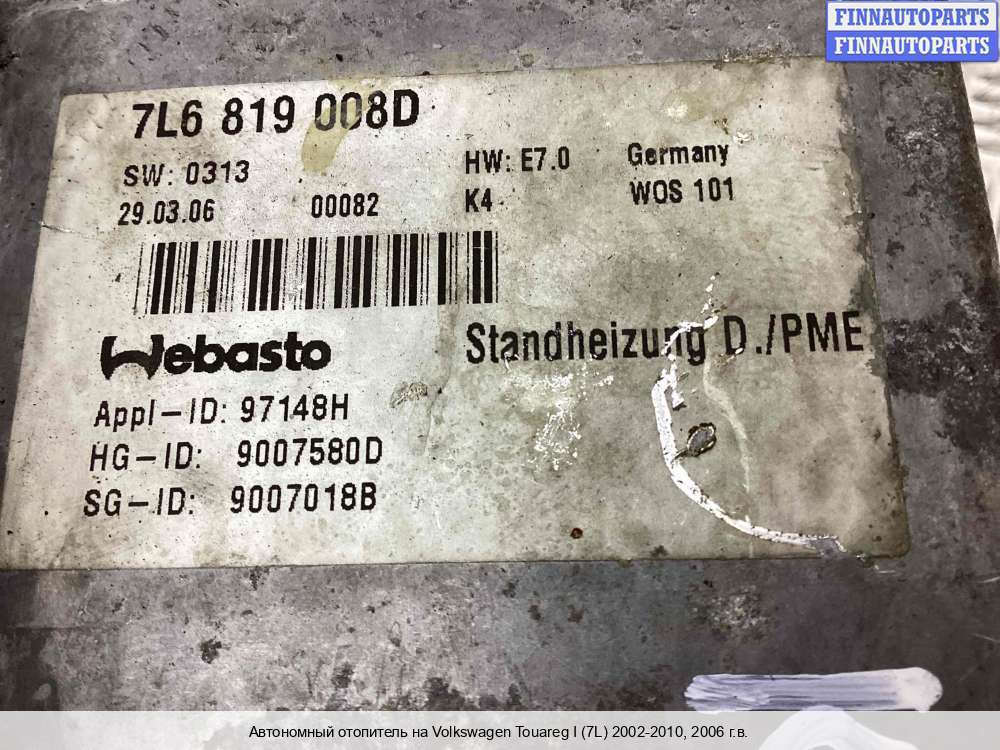 FINNAUTOPARTS
FINNAUTOPARTS
7L6 819 008D
SW: 0313 HW: E7.0 Germany
29.03.06 00082 K4 WOS 101
Webasto Standheizung D./PME
Appl-ID: 97148H
HG-ID: 9007580D
SG-ID: 9007018B
Автономный отопитель на Volkswagen Touareg I (7L) 2002-2010, 2006 г.в.